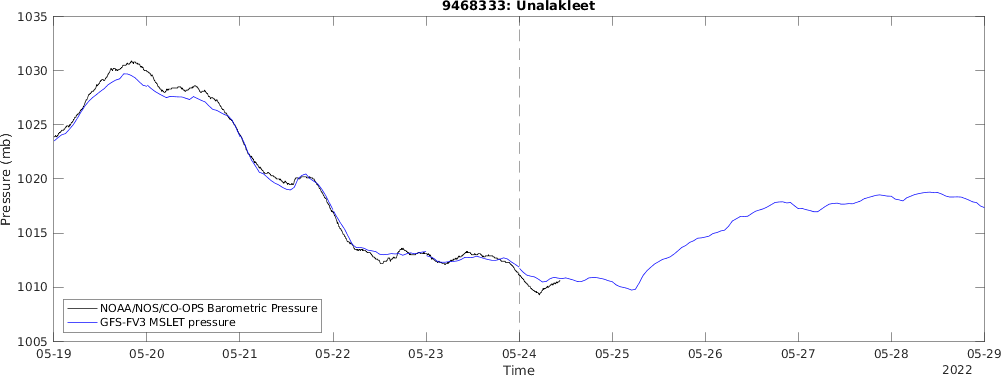 9468333: Unalakleet
Pressure (mb)
1035
1030
1025
1020
1015
1010
1005
NOAA/NOS/CO-OPS Barometric Pressure
GFS-FV3 MSLET pressure
05-19 05-20 05-21 05-22 05-23 05-24 05-25 05-26 05-27 05-28 05-29
Time
2022